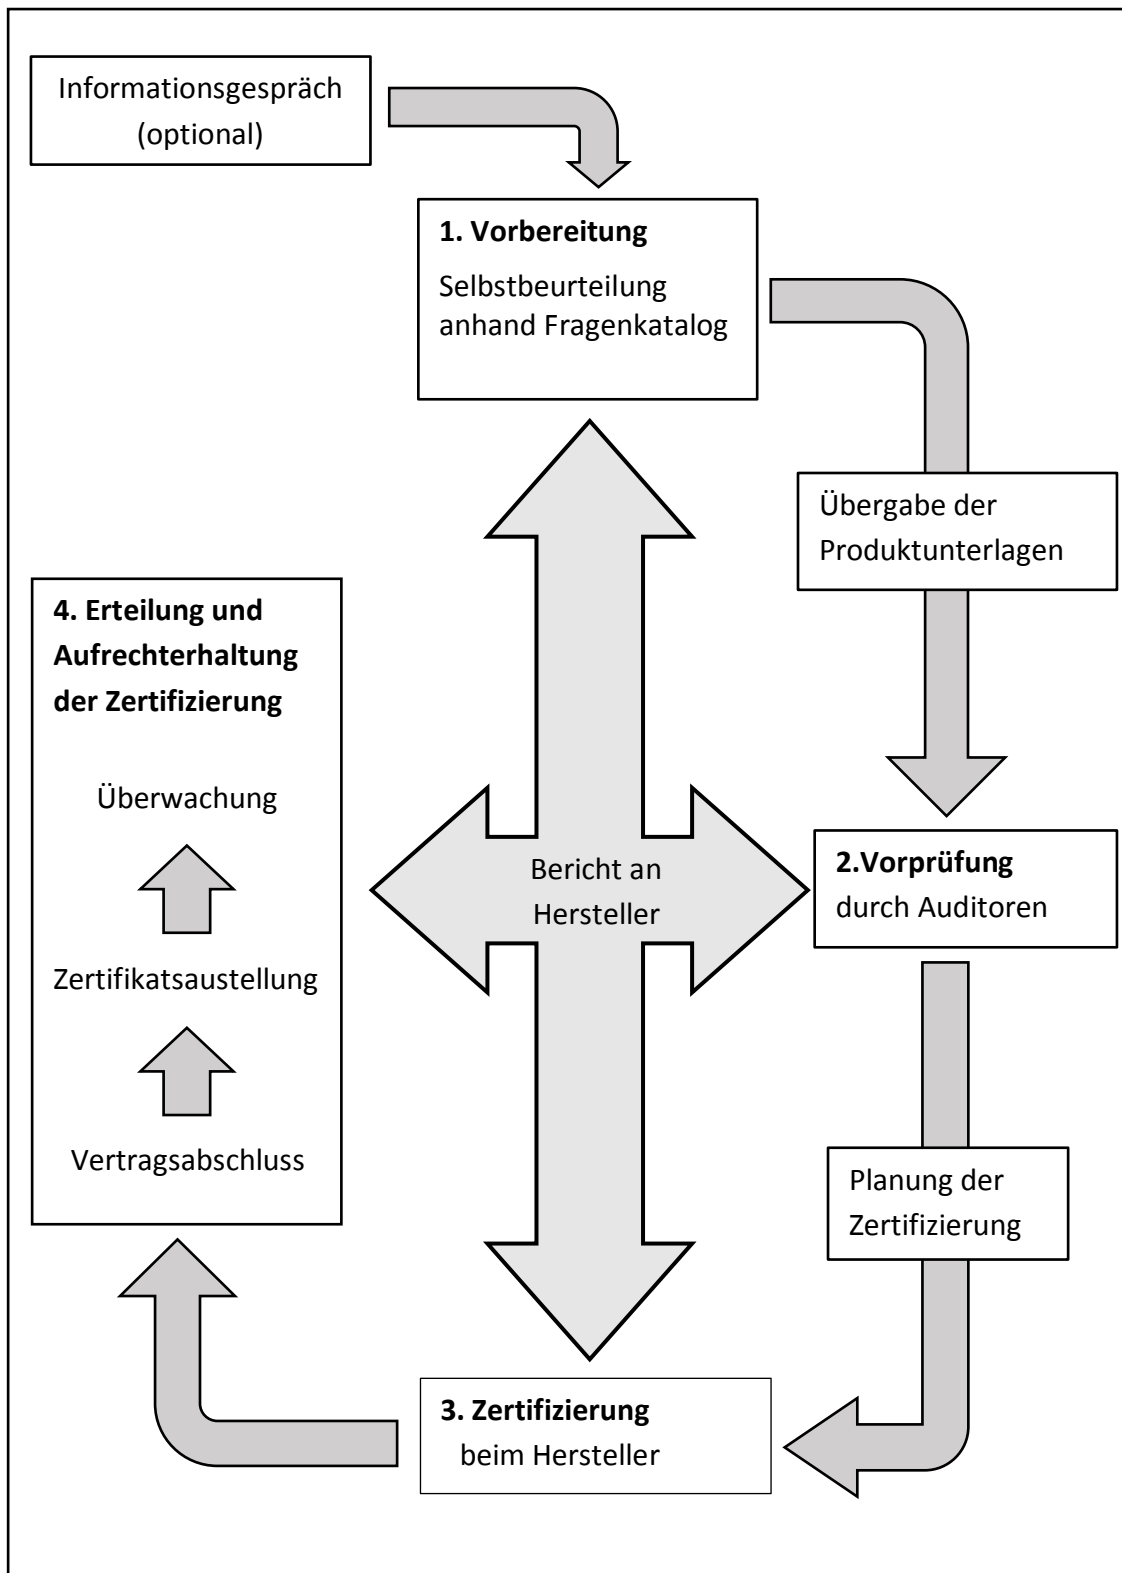 Informationsgespräch
(optional)
1. Vorbereitung
Selbstbeurteilung
anhand Fragenkatalog
Übergabe der
Produktunterlagen
2.Vorprüfung
durch Auditoren
Planung der
Zertifizierung
3. Zertifizierung
beim Hersteller
4. Erteilung und
Aufrechterhaltung
der Zertifizierung
Überwachung
Zertifikatsaustellung
Vertragsabschluss
Bericht an
Hersteller